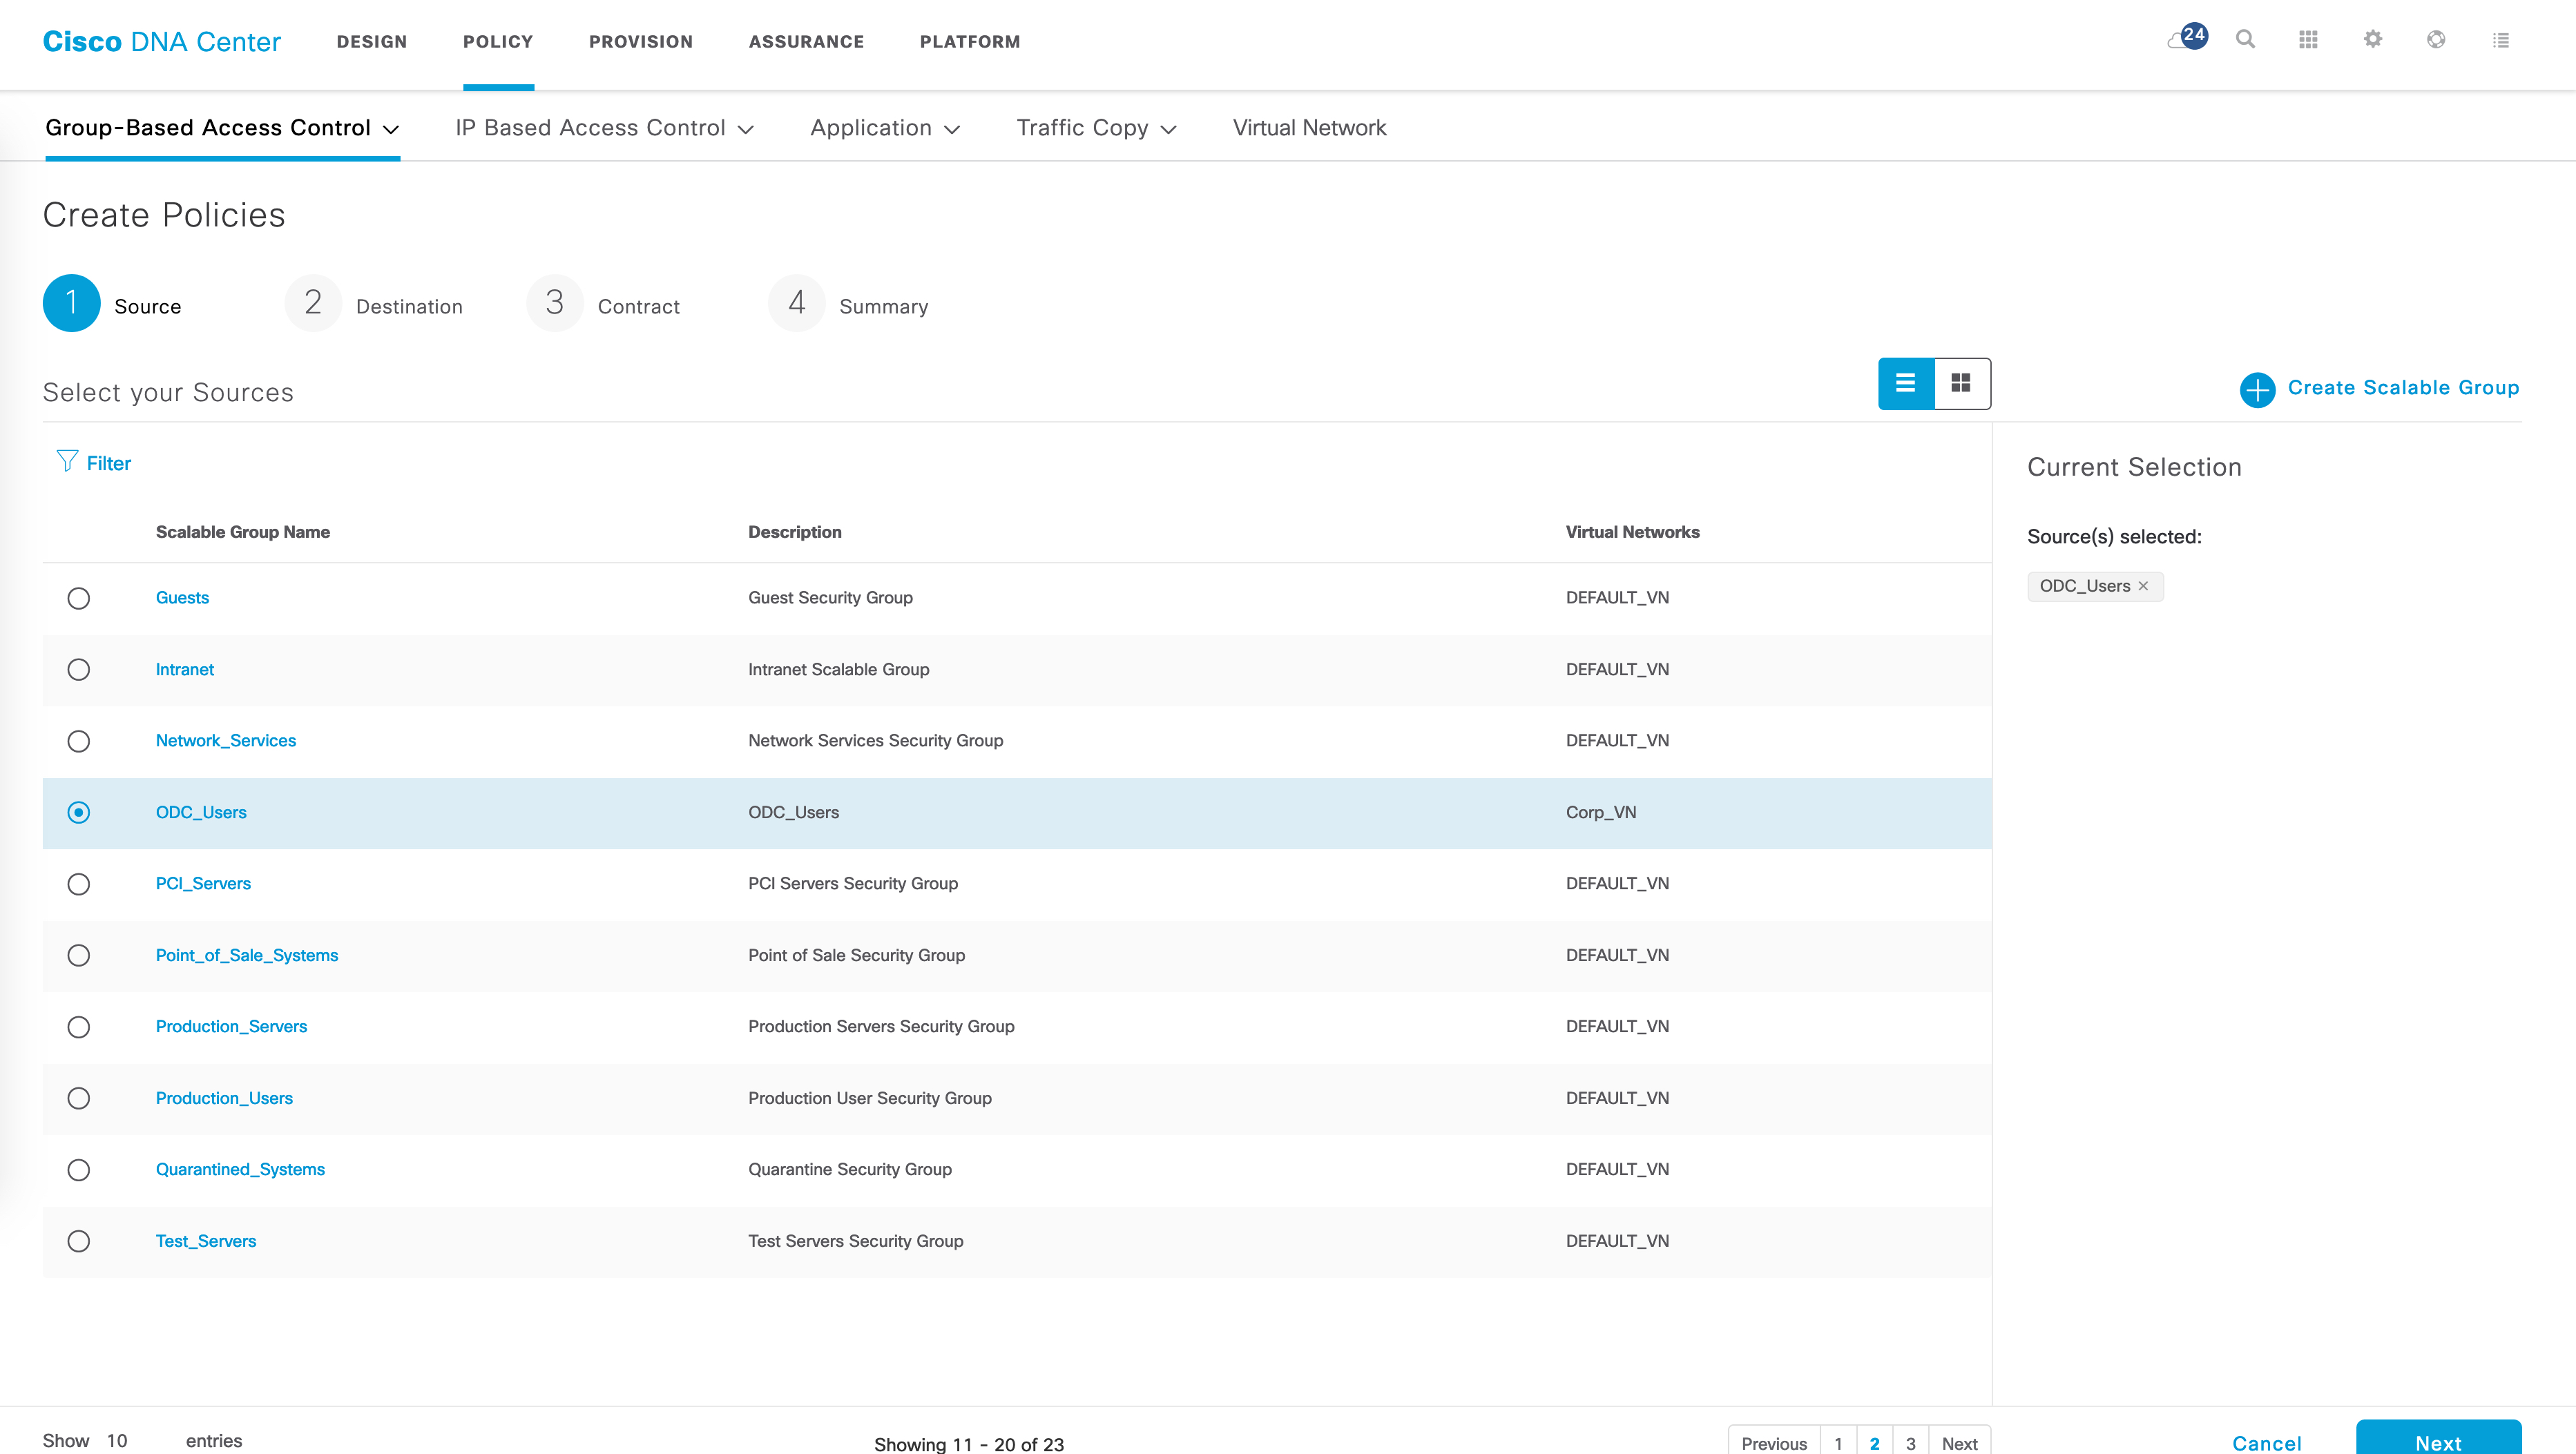 Cisco DNA Center DESIGN POLICY PROVISION ASSURANCE PLATFORM 24
Group-Based Access Control IP Based Access Control Application Traffic Copy Virtual Network
Create Policies
1 Source 2 Destination 3 Contract 4 Summary
Select your Sources Create Scalable Group
Filter
Scalable Group Name Description Virtual Networks
Guests Guest Security Group DEFAULT_VN
Intranet Intranet Scalable Group DEFAULT_VN
Network_Services Network Services Security Group DEFAULT_VN
ODC_Users ODC_Users Corp_VN
PCI_Servers PCI Servers Security Group DEFAULT_VN
Point_of_Sale_Systems Point of Sale Security Group DEFAULT_VN
Production_Servers Production Servers Security Group DEFAULT_VN
Production_Users Production User Security Group DEFAULT_VN
Quarantined_Systems Quarantine Security Group DEFAULT_VN
Test_Servers Test Servers Security Group DEFAULT_VN
Current Selection
Source(s) selected:
ODC_Users ×
Show 10 entries Showing 11 - 20 of 23 Previous 1 2 3 Next Cancel Next